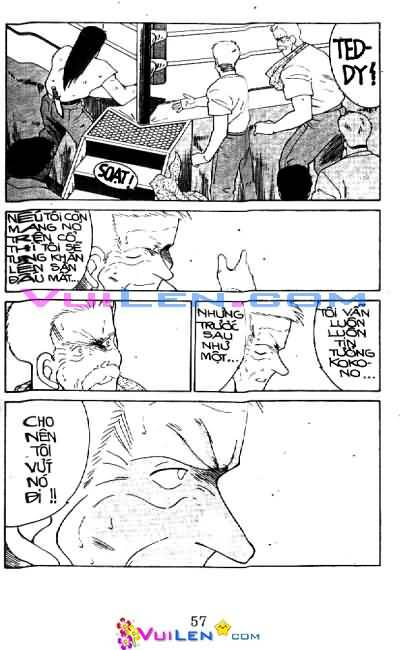 TED-
DY!
SOẠT!
NẾU TÔI CÒN
MANG NÓ
TRÊN CỔ,
THÌ TÔI SẼ
TUNG KHĂN
LÊN SÀN
ĐẤU MẤT...
VUILEN.COM
TÔI VẪN
LUÔN
LUÔN
TIN
TƯỞNG
KOKO-
NO...
NHƯNG
TRƯỚC
SAU
NHƯ
MỘT...
CHO
NÊN
TÔI
VỨT
NÓ
ĐI !!
57
VUILEN.COM